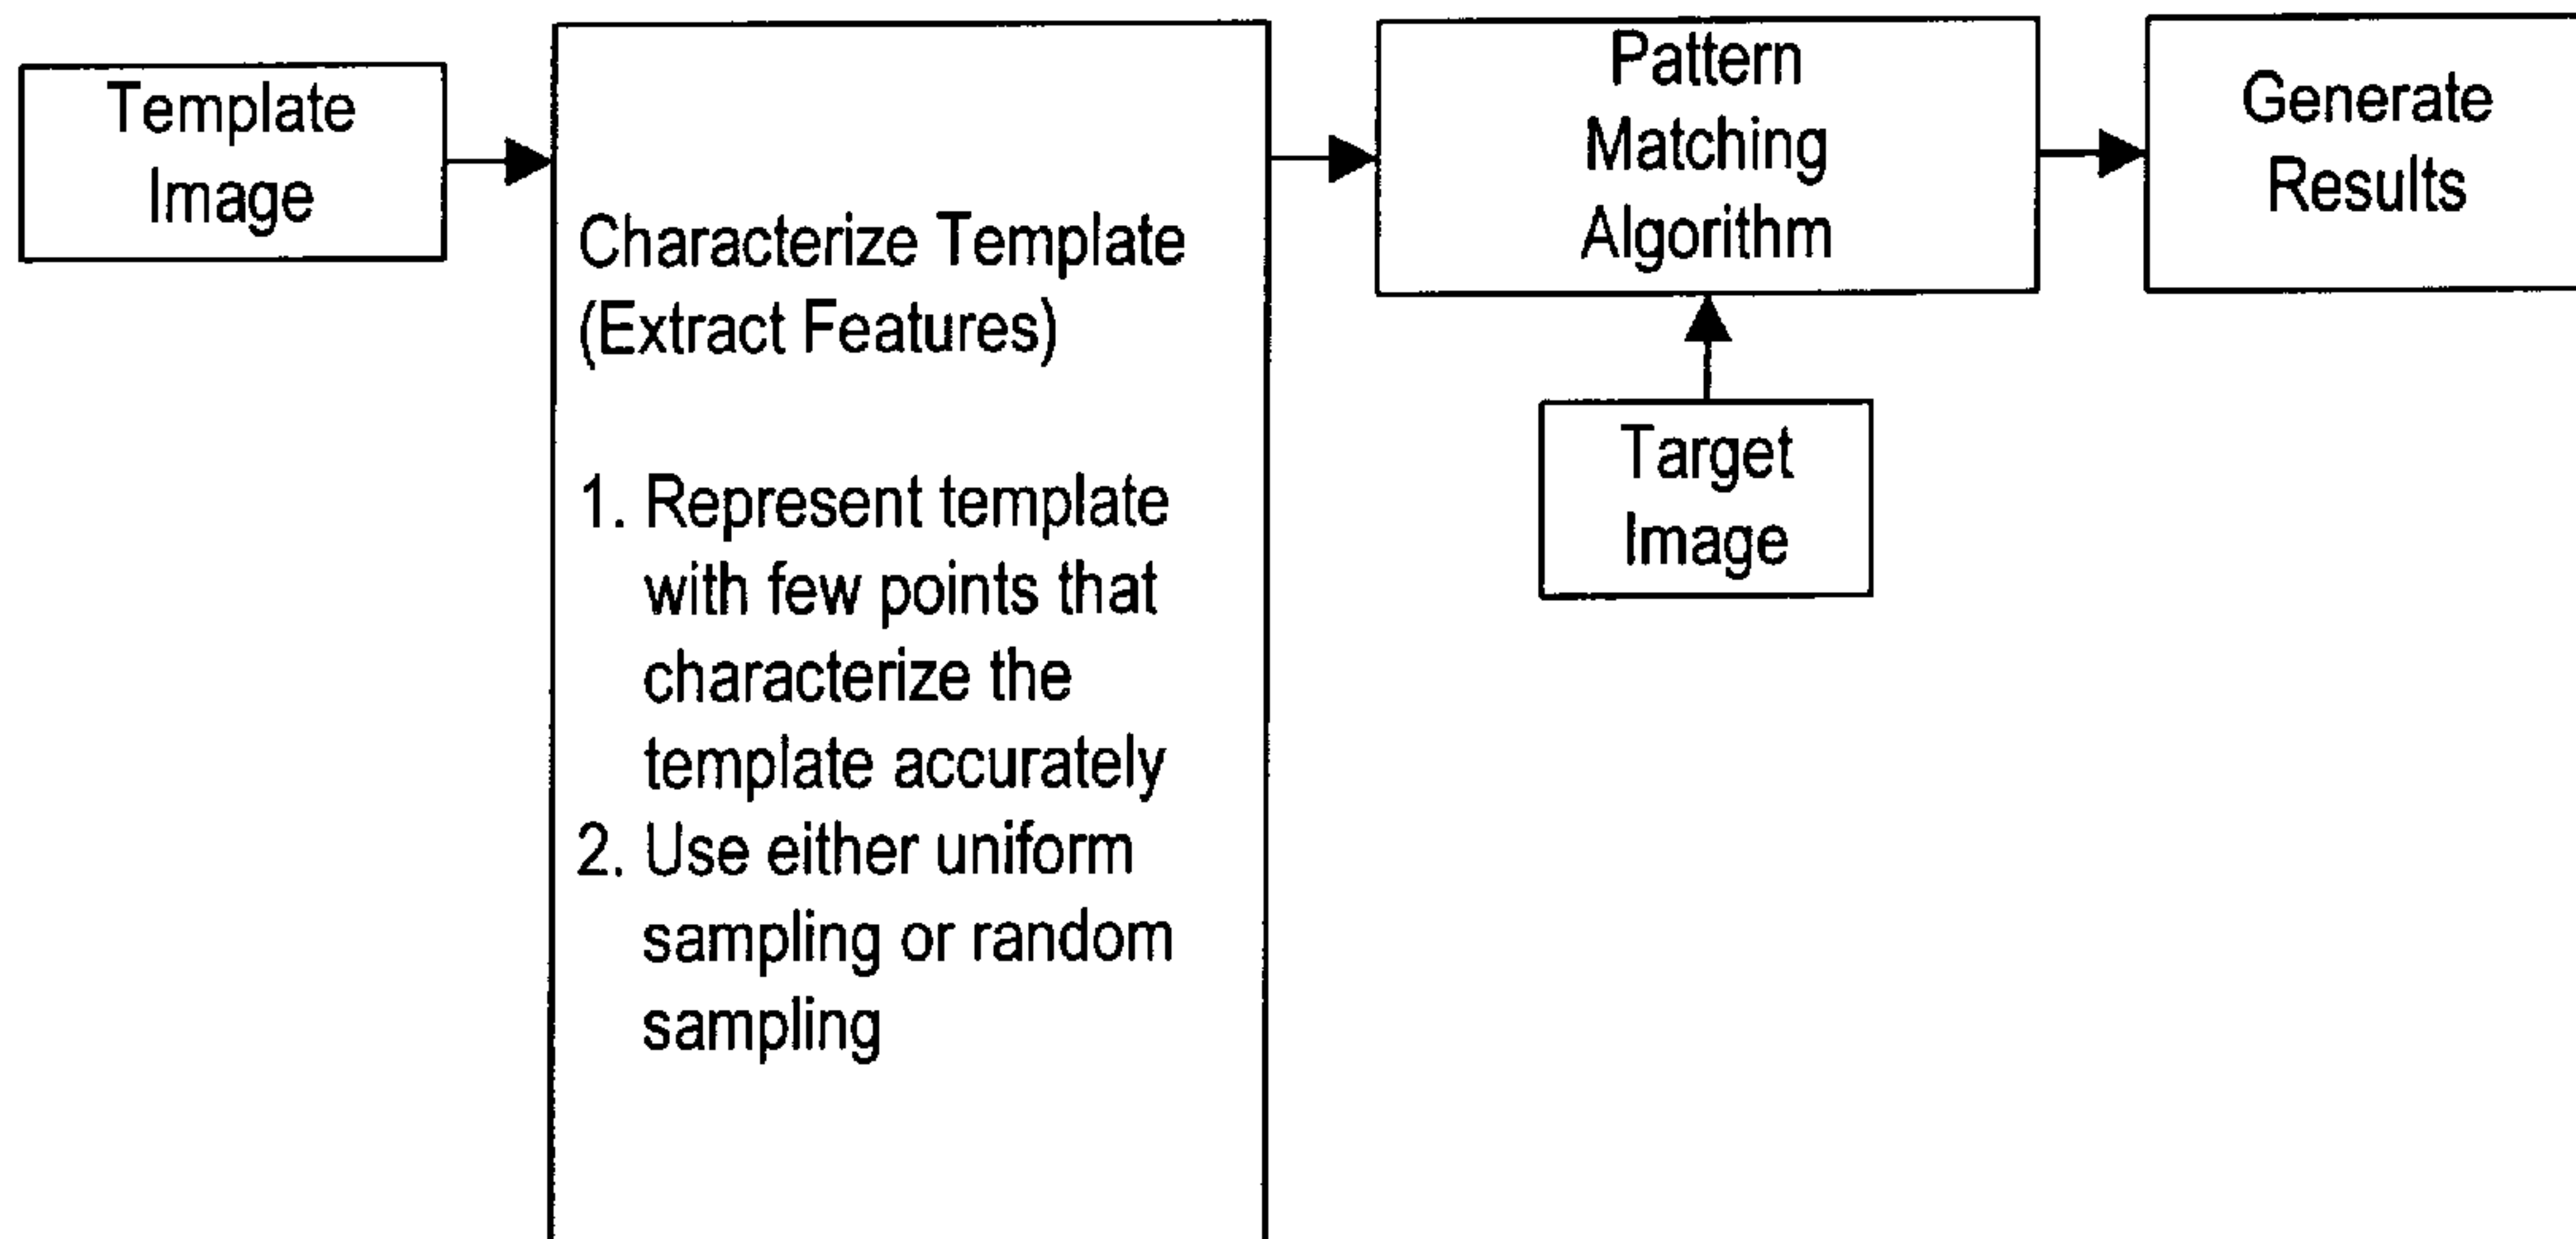 Template
Image
Characterize Template
(Extract Features)
1. Represent template
with few points that
characterize the
template accurately
2. Use either uniform
sampling or random
sampling
Pattern
Matching
Algorithm
Target
Image
Generate
Results